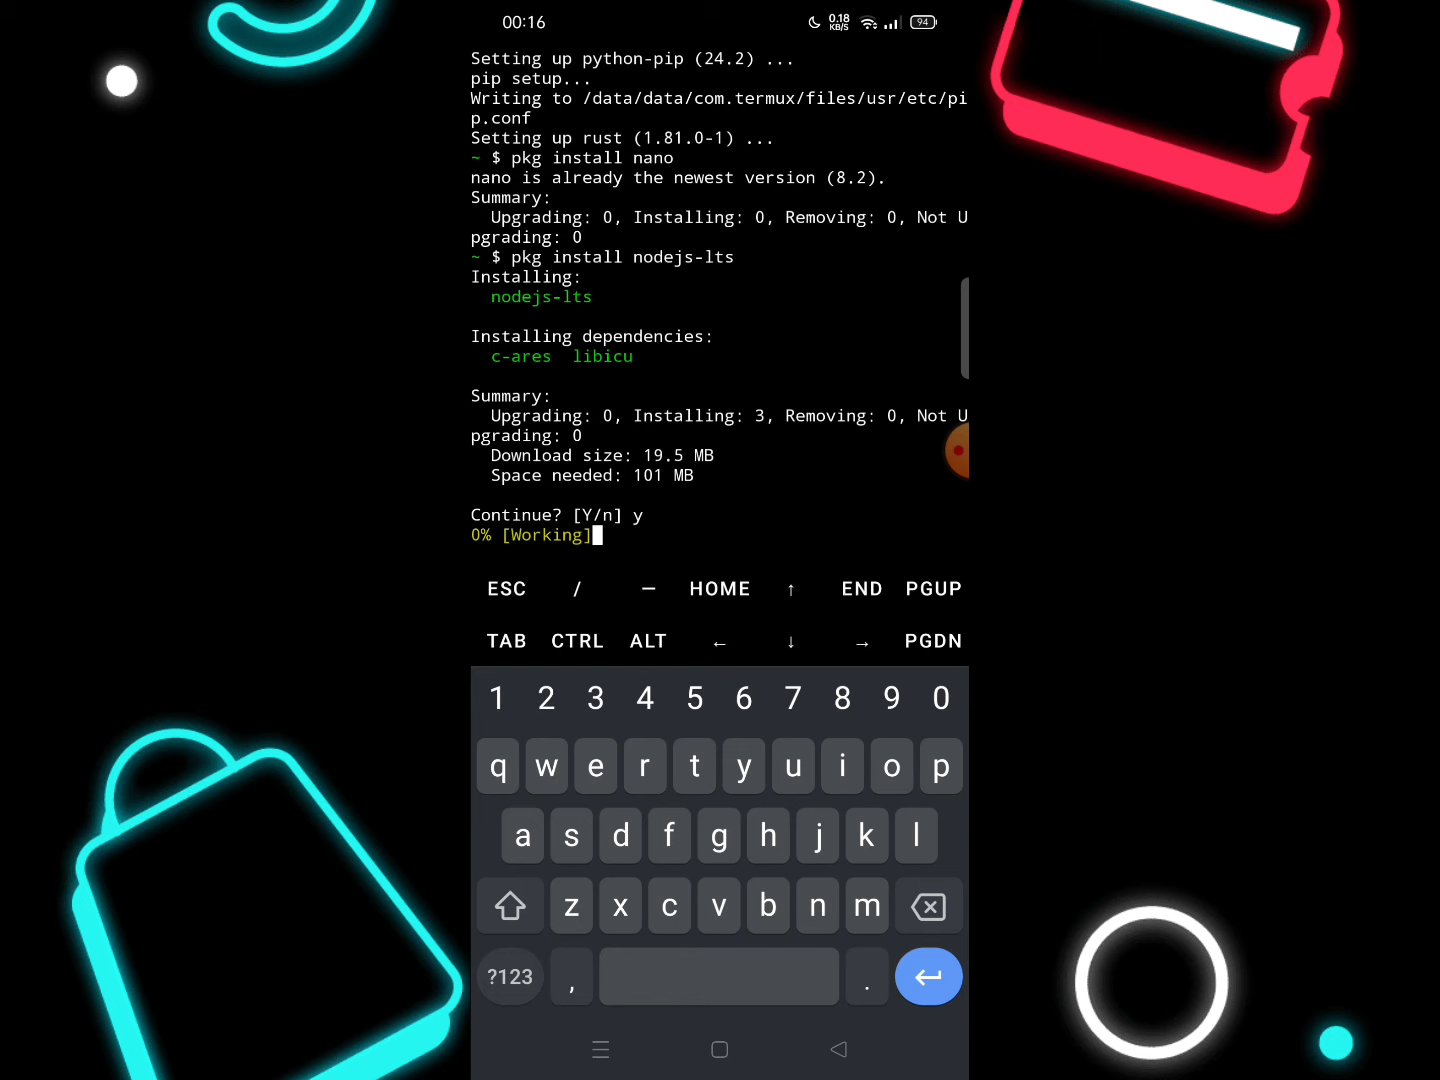 00:16
0.18
KB/S
94
Setting up python-pip (24.2) ...
pip setup...
Writing to /data/data/com.termux/files/usr/etc/pi
p.conf
Setting up rust (1.81.0-1) ...
~ $ pkg install nano
nano is already the newest version (8.2).
Summary:
Upgrading: 0, Installing: 0, Removing: 0, Not U
pgrading: 0
~ $ pkg install nodejs-lts
Installing:
nodejs-lts
Installing dependencies:
c-ares libicu
Summary:
Upgrading: 0, Installing: 3, Removing: 0, Not U
pgrading: 0
Download size: 19.5 MB
Space needed: 101 MB
Continue? [Y/n] y
0% [Working]
ESC / — HOME ↑ END PGUP
TAB CTRL ALT ← ↓ → PGDN
1 2 3 4 5 6 7 8 9 0
q w e r t y u i o p
a s d f g h j k l
z x c v b n m
?123 , .